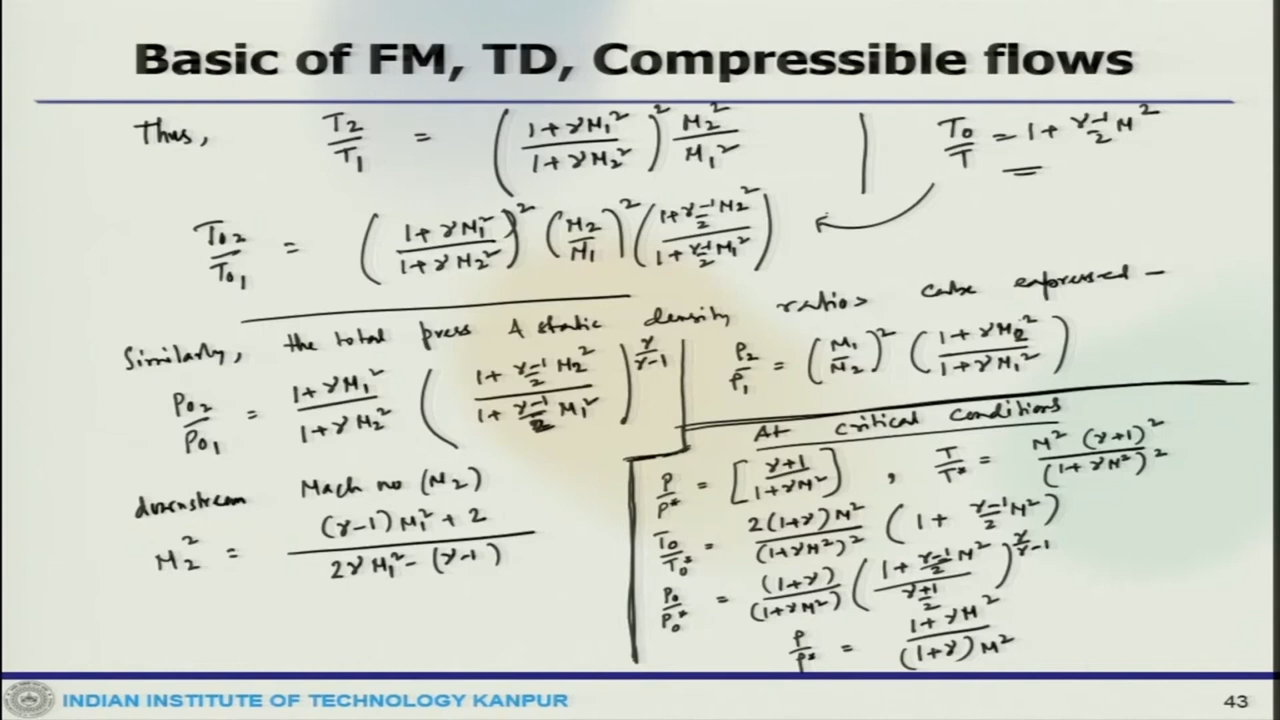 Basic of FM, TD, Compressible flows
Thus, T₂/T₁ = ((1+γM₁²)/(1+γM₂²))² M₂²/M₁² | T₀/T = 1 + (γ-1)/2 M²
T₀₂/T₀₁ = ((1+γM₁²)/(1+γM₂²))² (M₂/M₁)² ((1+(γ-1)/2 M₂²)/(1+(γ-1)/2 M₁²))
Similarly, the total press & static density ratios can be expressed –
P₀₂/P₀₁ = (1+γM₁²)/(1+γM₂²) ((1+(γ-1)/2 M₂²)/(1+(γ-1)/2 M₁²))^(γ/(γ-1))
ρ₂/ρ₁ = (M₁/M₂)² ((1+γM₂²)/(1+γM₁²))
downstream Mach no (M₂)
M₂² = ((γ-1)M₁²+2)/(2γM₁²-(γ-1))
At critical conditions
P/P* = [(γ+1)/(1+γM²)], T/T* = M²(γ+1)²/(1+γM²)²
T₀/T₀* = 2(1+γ)M²/(1+γM²)² (1+(γ-1)/2 M²)
P₀/P₀* = (1+γ)/(1+γM²) ((1+(γ-1)/2 M²)/((γ+1)/2))^(γ/(γ-1))
ρ/ρ* = (1+γM²)/((1+γ)M²)
INDIAN INSTITUTE OF TECHNOLOGY KANPUR
43